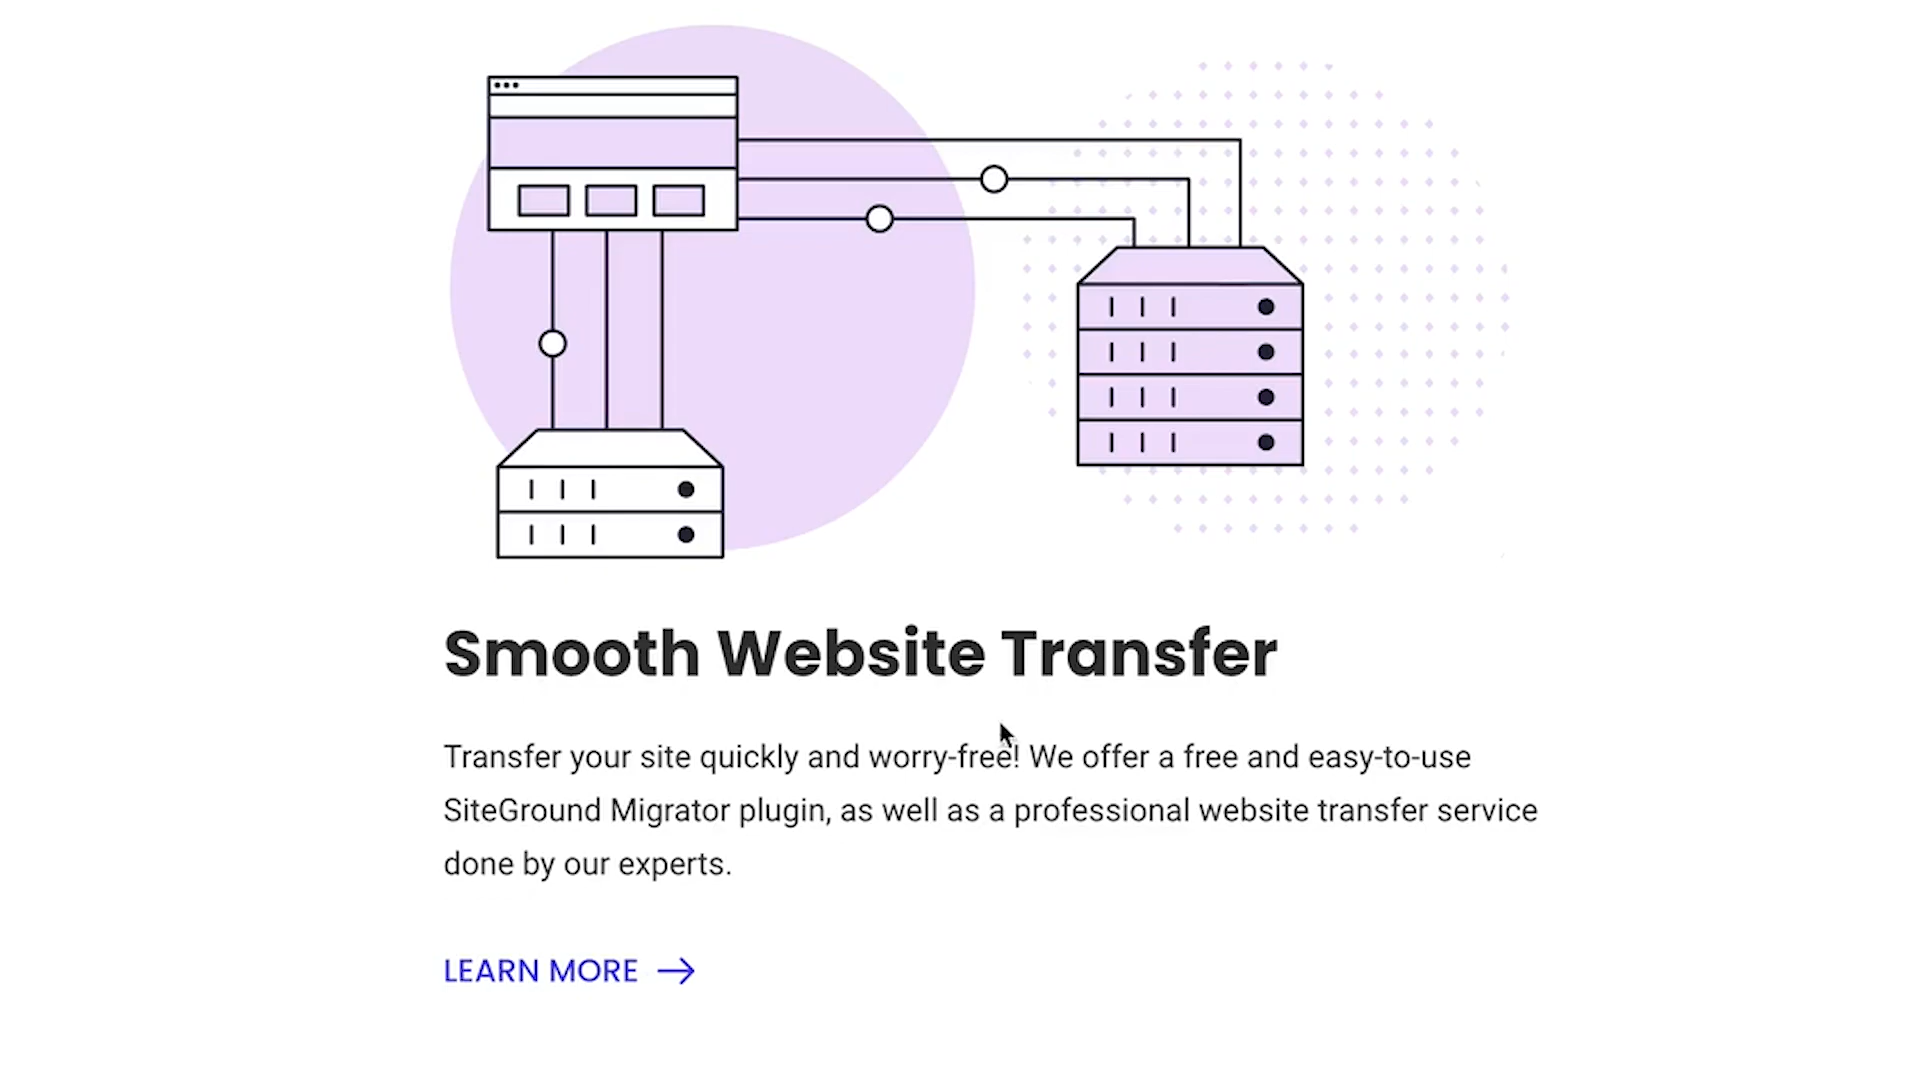 Smooth Website Transfer
Transfer your site quickly and worry-free! We offer a free and easy-to-use
SiteGround Migrator plugin, as well as a professional website transfer service
done by our experts.
LEARN MORE